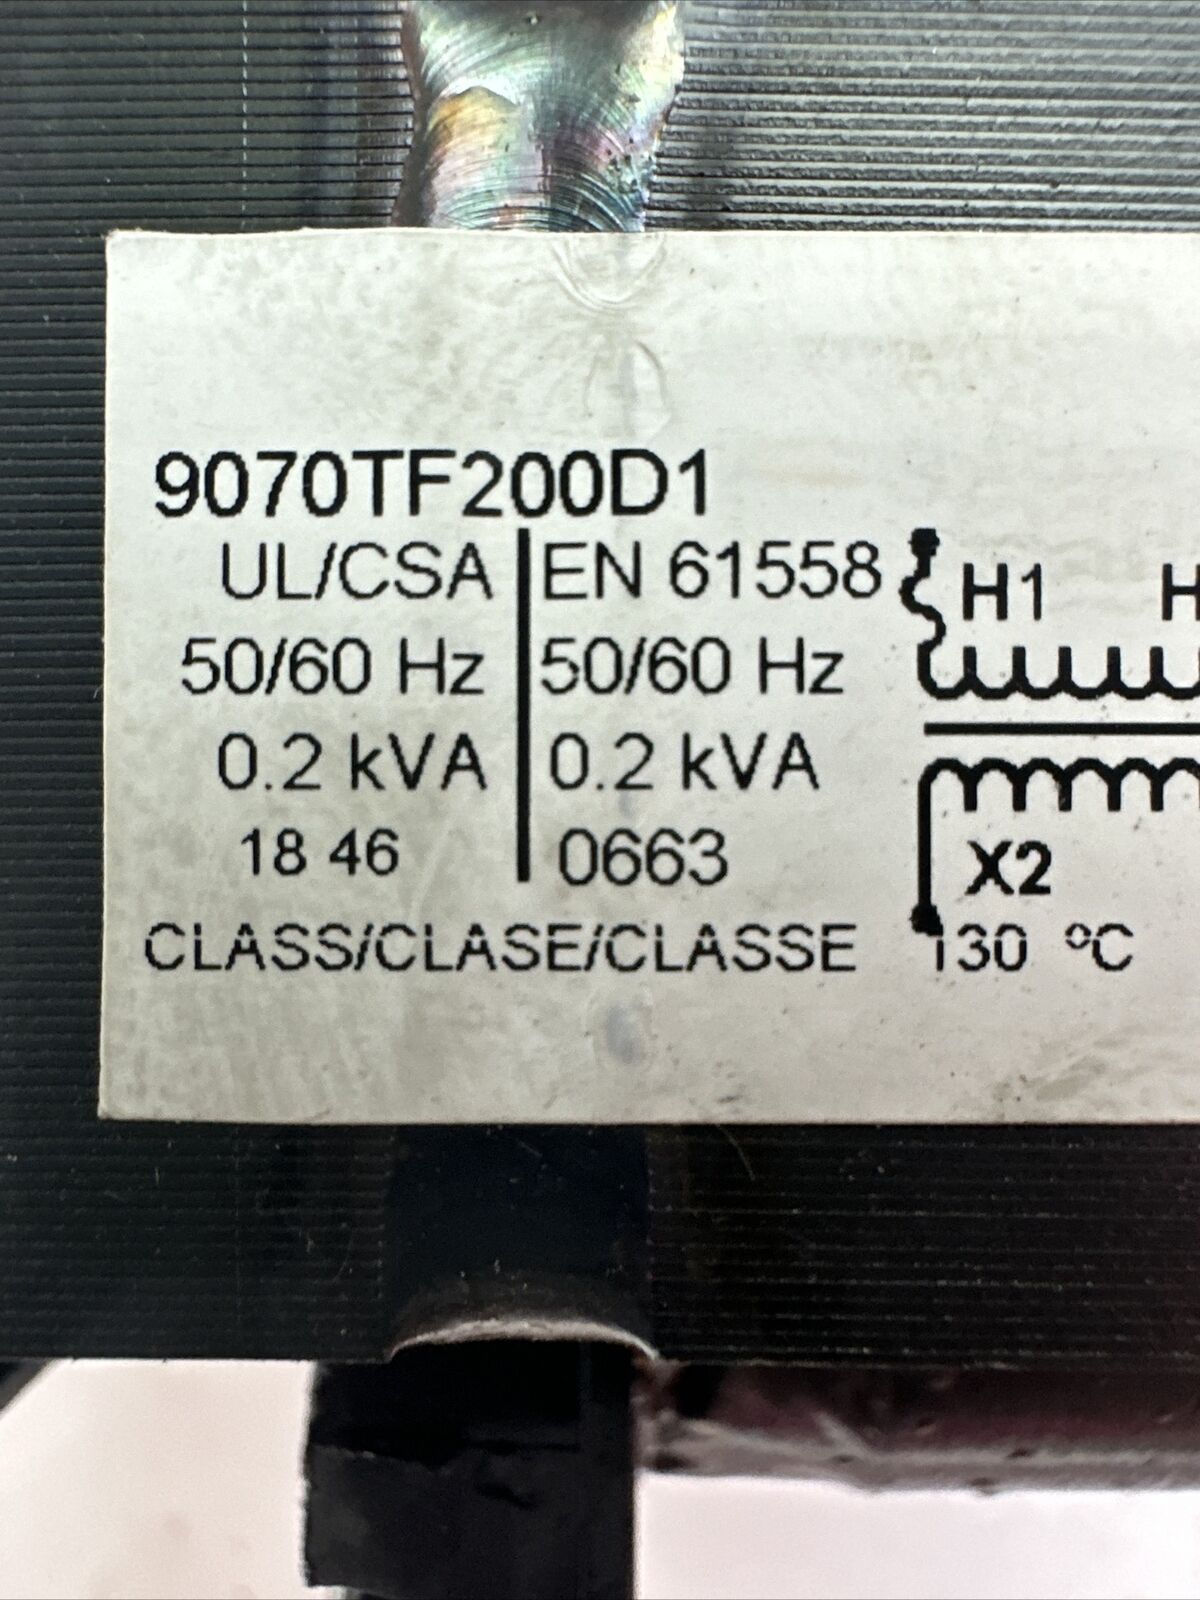 9070TF200D1
UL/CSA EN 61558
50/60 Hz 50/60 Hz
0.2 kVA 0.2 kVA
18 46 0663
CLASS/CLASE/CLASSE 130 ºC
H1 H
X2